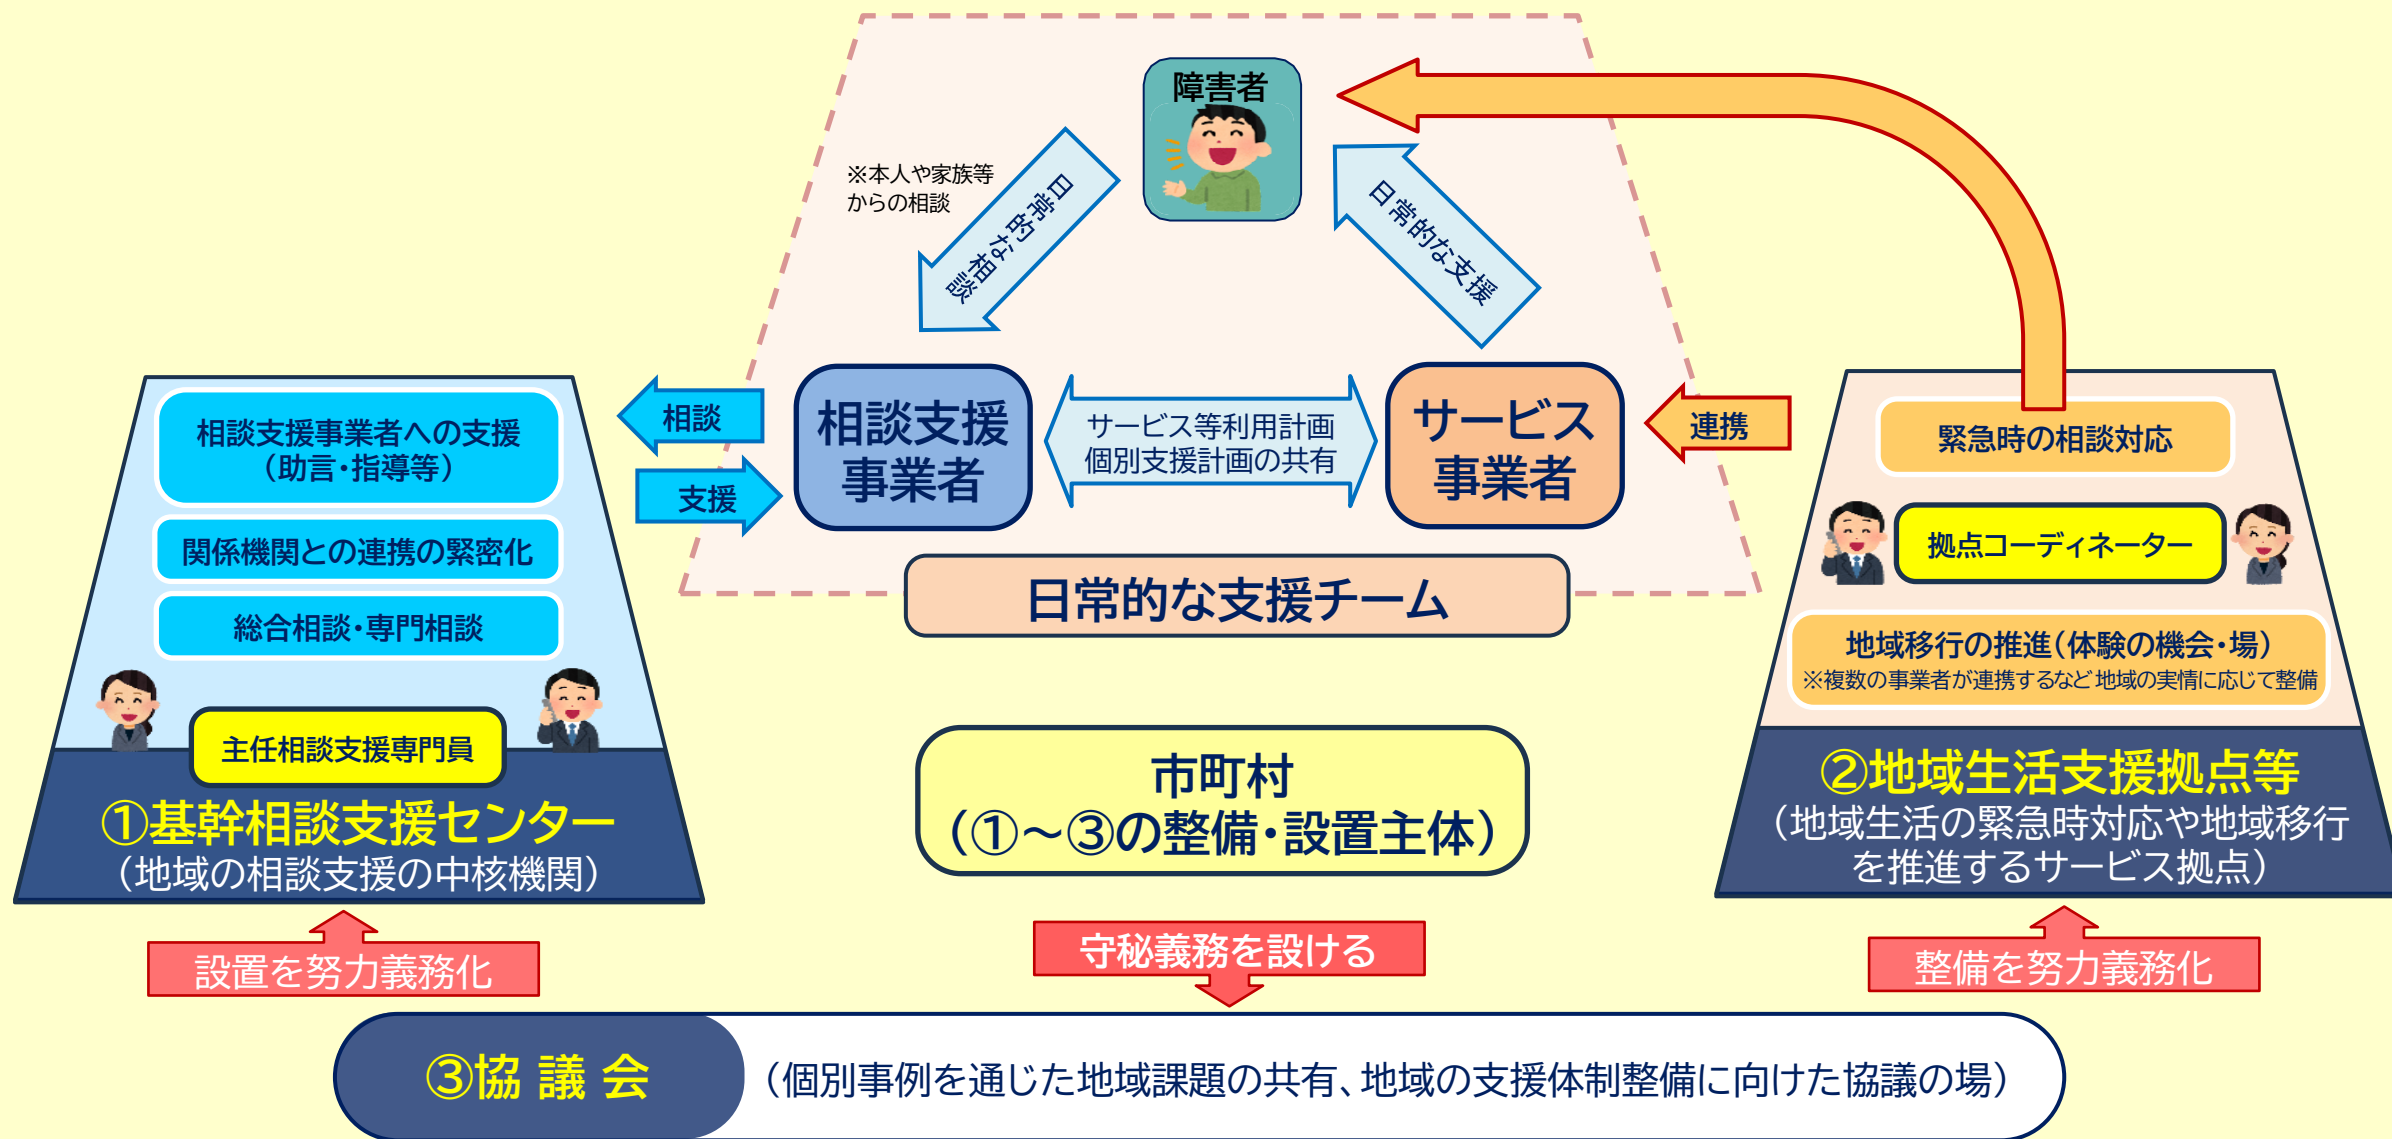 障害者
※本人や家族等
からの相談
日常的な相談
日常的な支援
相談支援
事業者
サービス等利用計画
個別支援計画の共有
サービス
事業者
日常的な支援チーム
相談
支援
連携
相談支援事業者への支援
（助言・指導等）
関係機関との連携の緊密化
総合相談・専門相談
主任相談支援専門員
①基幹相談支援センター
（地域の相談支援の中核機関）
設置を努力義務化
市町村
（①～③の整備・設置主体）
守秘義務を設ける
緊急時の相談対応
拠点コーディネーター
地域移行の推進（体験の機会・場）
※複数の事業者が連携するなど地域の実情に応じて整備
②地域生活支援拠点等
（地域生活の緊急時対応や地域移行
を推進するサービス拠点）
整備を努力義務化
③協 議 会
（個別事例を通じた地域課題の共有、地域の支援体制整備に向けた協議の場）